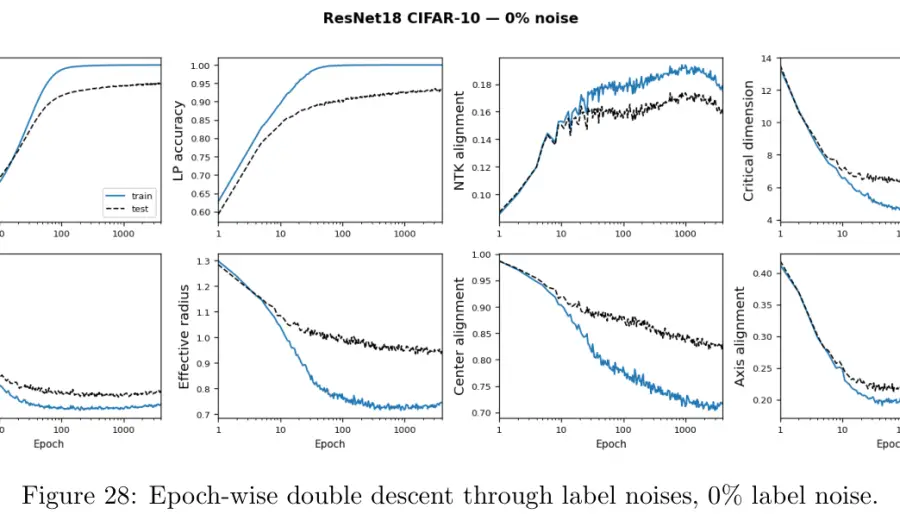 ResNet18 CIFAR-10 — 0% noise
train
test
0 100 1000
LP accuracy
1.00
0.95
0.90
0.85
0.80
0.75
0.70
0.65
0.60
1 10 100 1000
NTK alignment
0.18
0.16
0.14
0.12
0.10
1 10 100 1000
Critical dimension
14
12
10
8
6
4
1 10 100
0 100 1000
Epoch
Effective radius
1.3
1.2
1.1
1.0
0.9
0.8
0.7
1 10 100 1000
Epoch
Center alignment
1.00
0.95
0.90
0.85
0.80
0.75
0.70
1 10 100 1000
Epoch
Axis alignment
0.40
0.35
0.30
0.25
0.20
1 10 100
Figure 28: Epoch-wise double descent through label noises, 0% label noise.